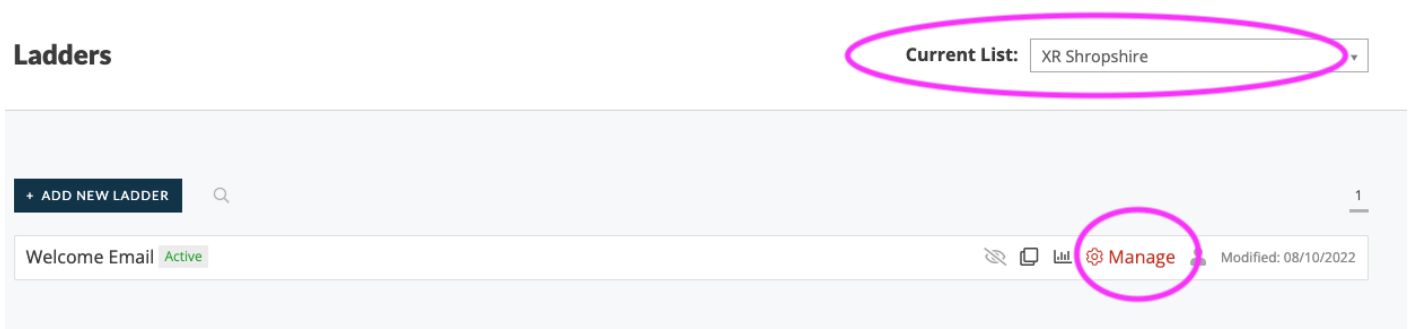 Ladders
Current List: XR Shropshire
+ ADD NEW LADDER
1
Welcome Email Active Manage Modified: 08/10/2022